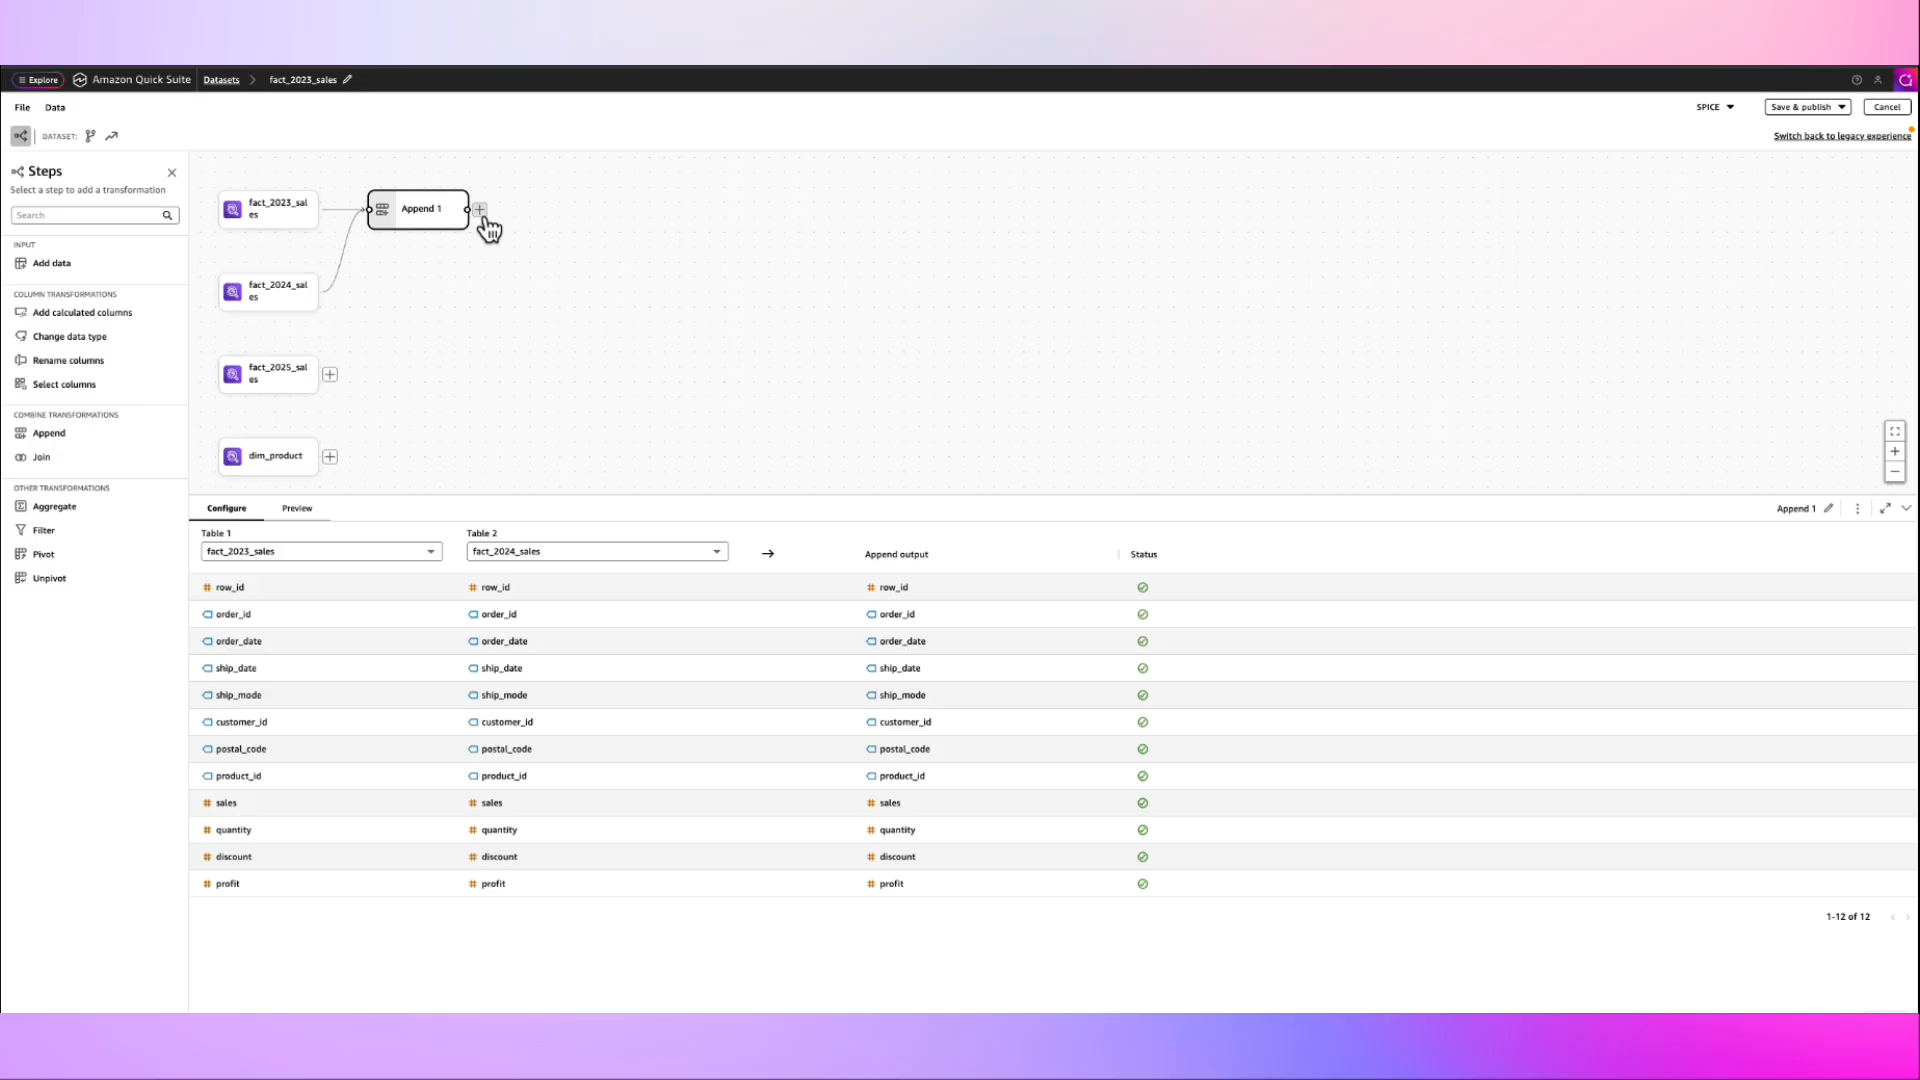 Explore
Amazon Quick Suite
Datasets
fact_2023_sales
File
Data
SPICE
Save & publish
Cancel
DATASET:
Switch back to legacy experience
Steps
Select a step to add a transformation
Search
INPUT
Add data
COLUMN TRANSFORMATIONS
Add calculated columns
Change data type
Rename columns
Select columns
COMBINE TRANSFORMATIONS
Append
Join
OTHER TRANSFORMATIONS
Aggregate
Filter
Pivot
Unpivot
fact_2023_sal
es
Append 1
fact_2024_sal
es
fact_2025_sal
es
dim_product
Configure
Preview
Append 1
Table 1
Table 2
fact_2023_sales
fact_2024_sales
Append output
Status
row_id row_id row_id
order_id order_id order_id
order_date order_date order_date
ship_date ship_date ship_date
ship_mode ship_mode ship_mode
customer_id customer_id customer_id
postal_code postal_code postal_code
product_id product_id product_id
sales sales sales
quantity quantity quantity
discount discount discount
profit profit profit
1-12 of 12